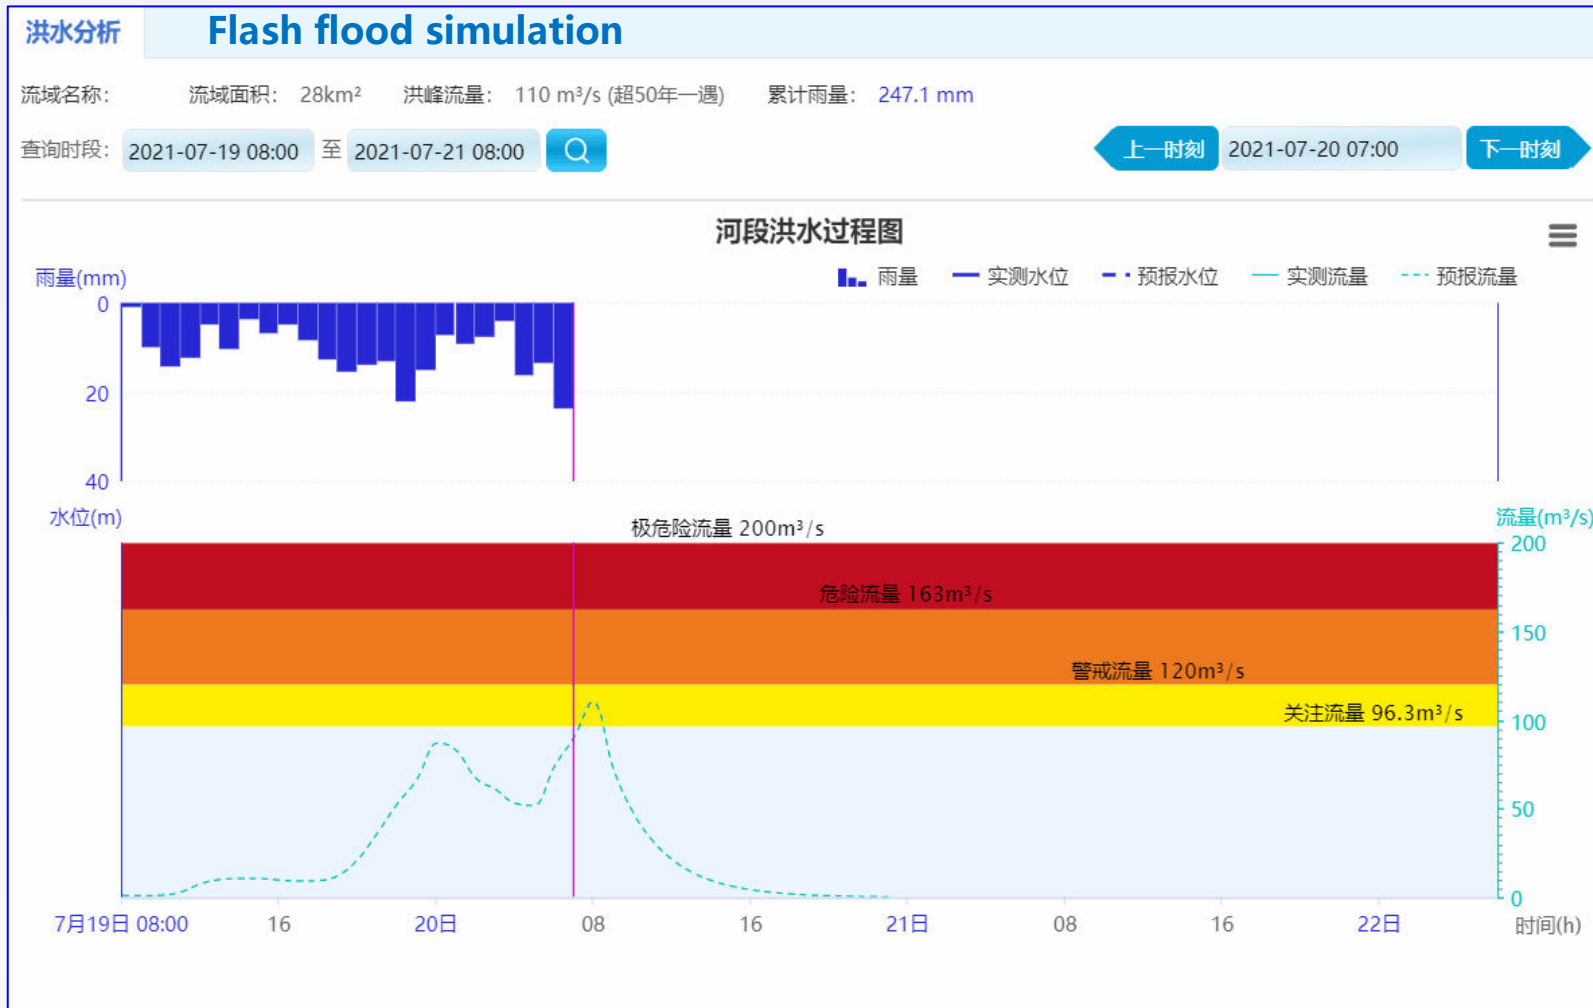 洪水分析 Flash flood simulation
流域名称： 流域面积： 28km² 洪峰流量： 110 m³/s (超50年一遇) 累计雨量： 247.1 mm
查询时段： 2021-07-19 08:00 至 2021-07-21 08:00 上一时刻 2021-07-20 07:00 下一时刻
河段洪水过程图
雨量(mm) 雨量 实测水位 预报水位 实测流量 预报流量
0
20
40
水位(m) 流量(m³/s)
极危险流量 200m³/s
200
危险流量 163m³/s
150
警戒流量 120m³/s
关注流量 96.3m³/s
100
50
0
7月19日 08:00 16 20日 08 16 21日 08 16 22日 时间(h)